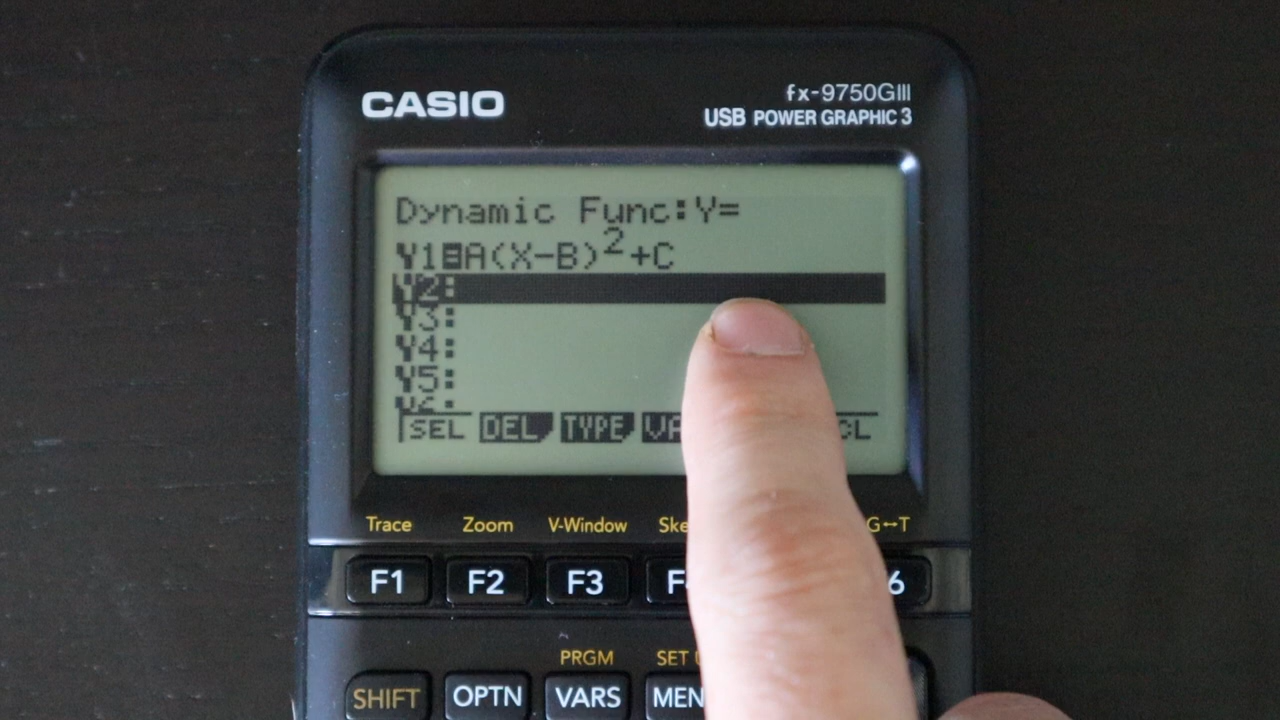 CASIO
fx-9750GIII
USB POWER GRAPHIC 3
Dynamic Func:Y=
Y1=A(X-B)²+C
Y2:
Y3:
Y4:
Y5:
SEL DEL TYPE
Trace Zoom V-Window G↔T
F1 F2 F3
PRGM
SHIFT OPTN VARS